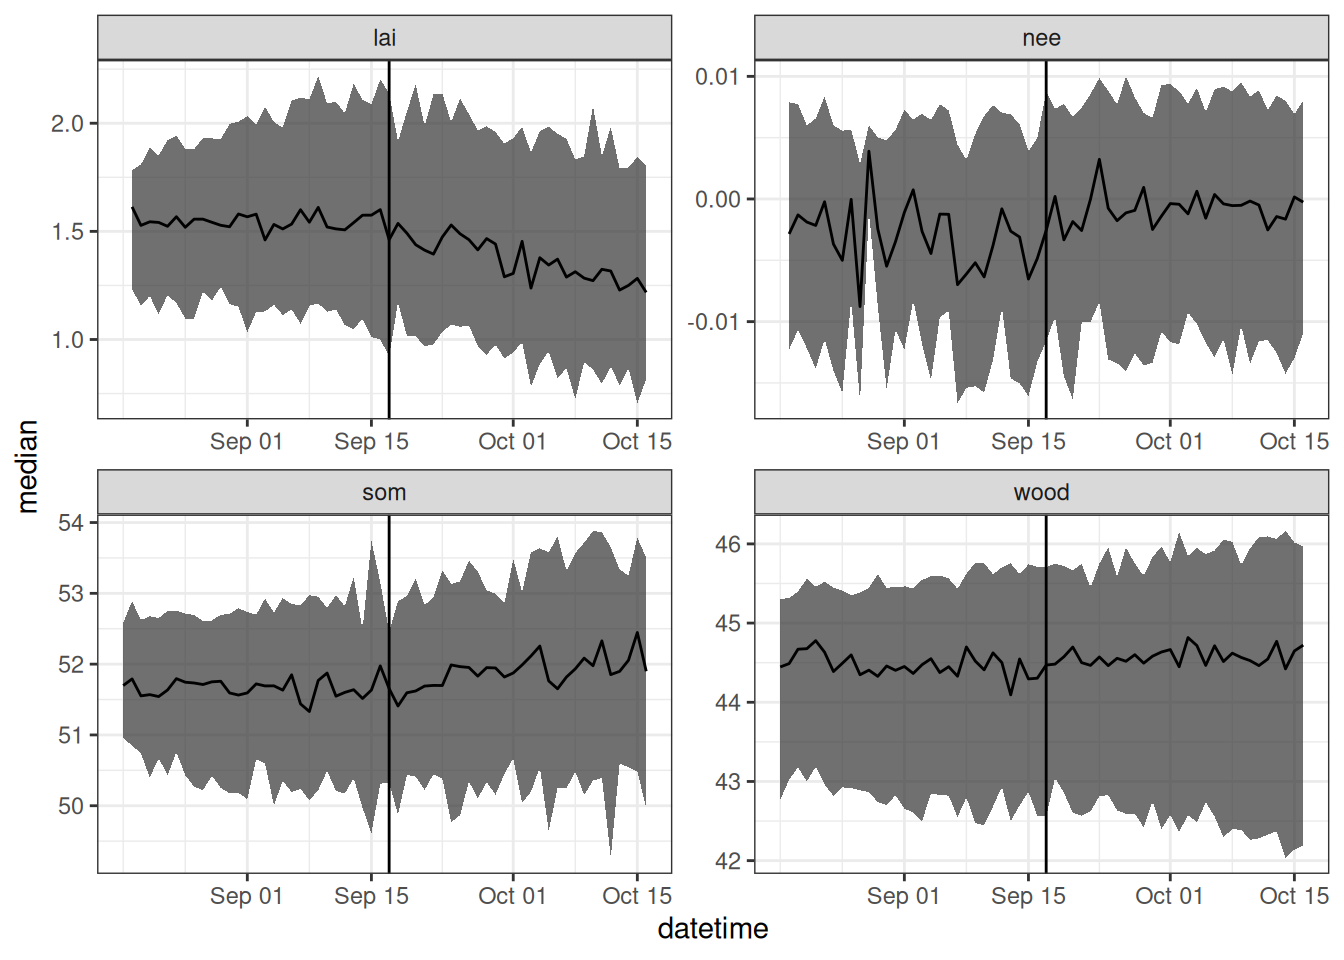 lai
nee
2.0
1.5
1.0
0.01
0.00
-0.01
Sep 01 Sep 15 Oct 01 Oct 15
Sep 01 Sep 15 Oct 01 Oct 15
median
som
wood
54
53
52
51
50
46
45
44
43
42
Sep 01 Sep 15 Oct 01 Oct 15
Sep 01 Sep 15 Oct 01 Oct 15
datetime